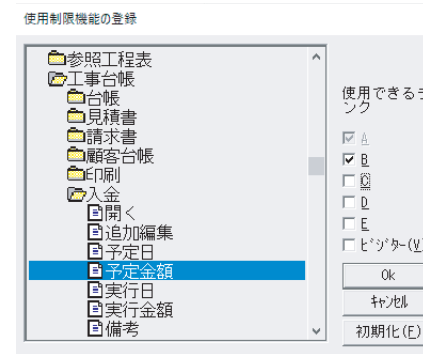 使用制限機能の登録
参照工程表
工事台帳
台帳
見積書
請求書
顧客台帳
印刷
入金
開く
追加編集
予定日
予定金額
実行日
実行金額
備考
使用できる
ンク
A
B
C
D
E
ﾋﾞｼﾞﾀｰ(V)
Ok
ｷｬﾝｾﾙ
初期化(F)